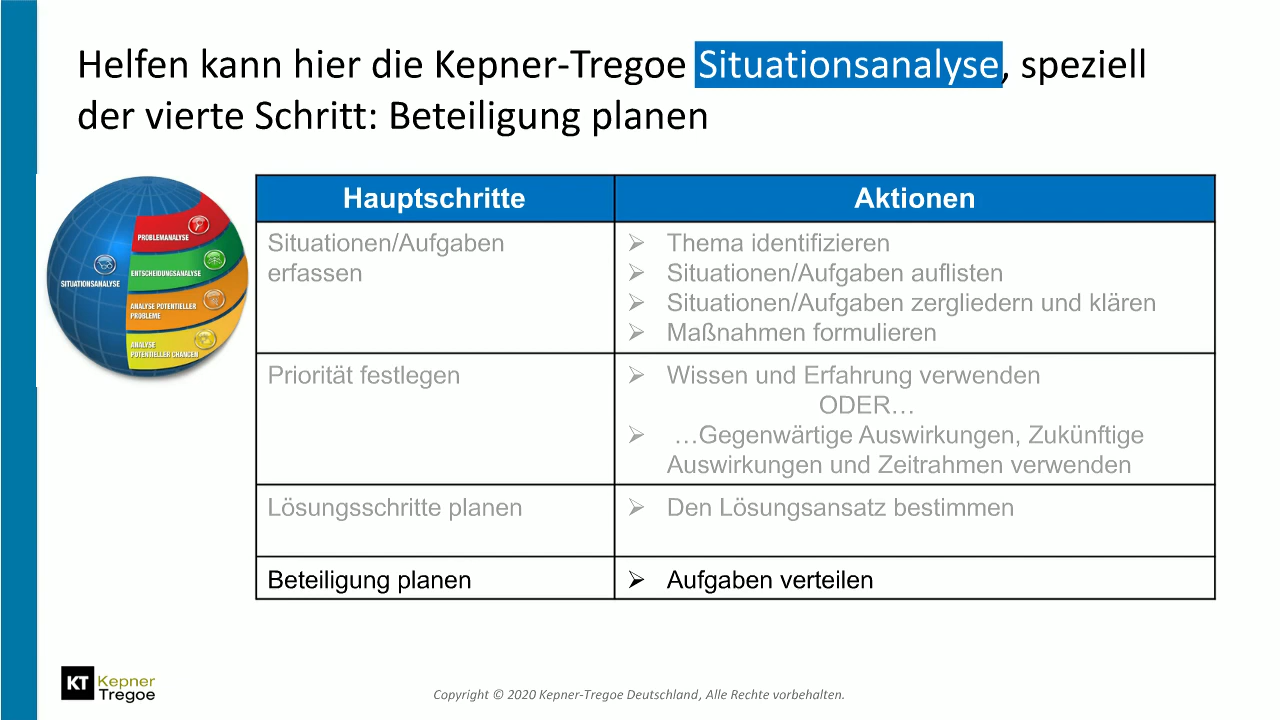 Helfen kann hier die Kepner-Tregoe Situationsanalyse, speziell
der vierte Schritt: Beteiligung planen
PROBLEMANALYSE
ENTSCHEIDUNGSANALYSE
SITUATIONSANALYSE
ANALYSE POTENTIELLER
PROBLEME
ANALYSE
POTENTIELLER CHANCEN
Hauptschritte
Aktionen
Situationen/Aufgaben
erfassen
➢ Thema identifizieren
➢ Situationen/Aufgaben auflisten
➢ Situationen/Aufgaben zergliedern und klären
➢ Maßnahmen formulieren
Priorität festlegen
➢ Wissen und Erfahrung verwenden
ODER…
➢ …Gegenwärtige Auswirkungen, Zukünftige
Auswirkungen und Zeitrahmen verwenden
Lösungsschritte planen
➢ Den Lösungsansatz bestimmen
Beteiligung planen
➢ Aufgaben verteilen
KT Kepner
Tregoe
Copyright © 2020 Kepner-Tregoe Deutschland, Alle Rechte vorbehalten.